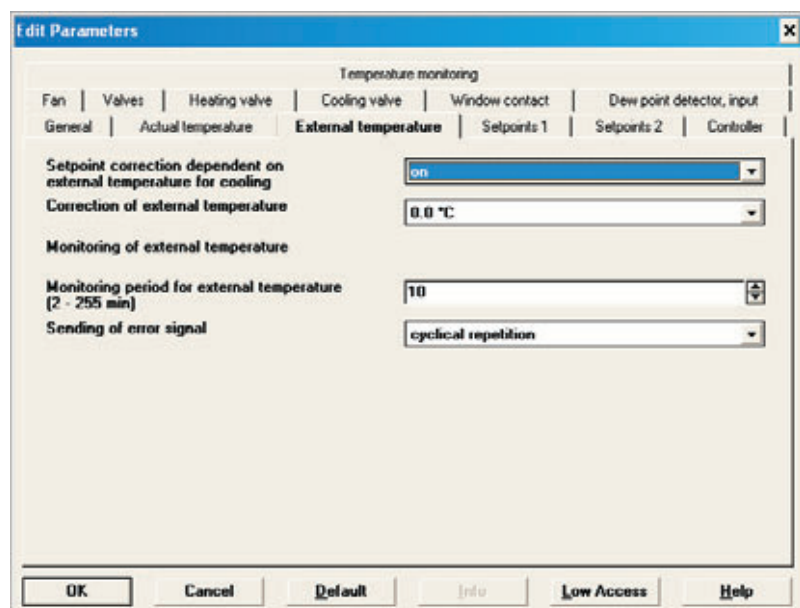 Edit Parameters
Temperature monitoring
Fan Valves Heating valve Cooling valve Window contact Dew point detector, input
General Actual temperature External temperature Setpoints 1 Setpoints 2 Controller
Setpoint correction dependent on
external temperature for cooling
on
Correction of external temperature
0.0 °C
Monitoring of external temperature
Monitoring period for external temperature
(2 - 255 min)
10
Sending of error signal
cyclical repetition
OK Cancel Default Info Low Access Help